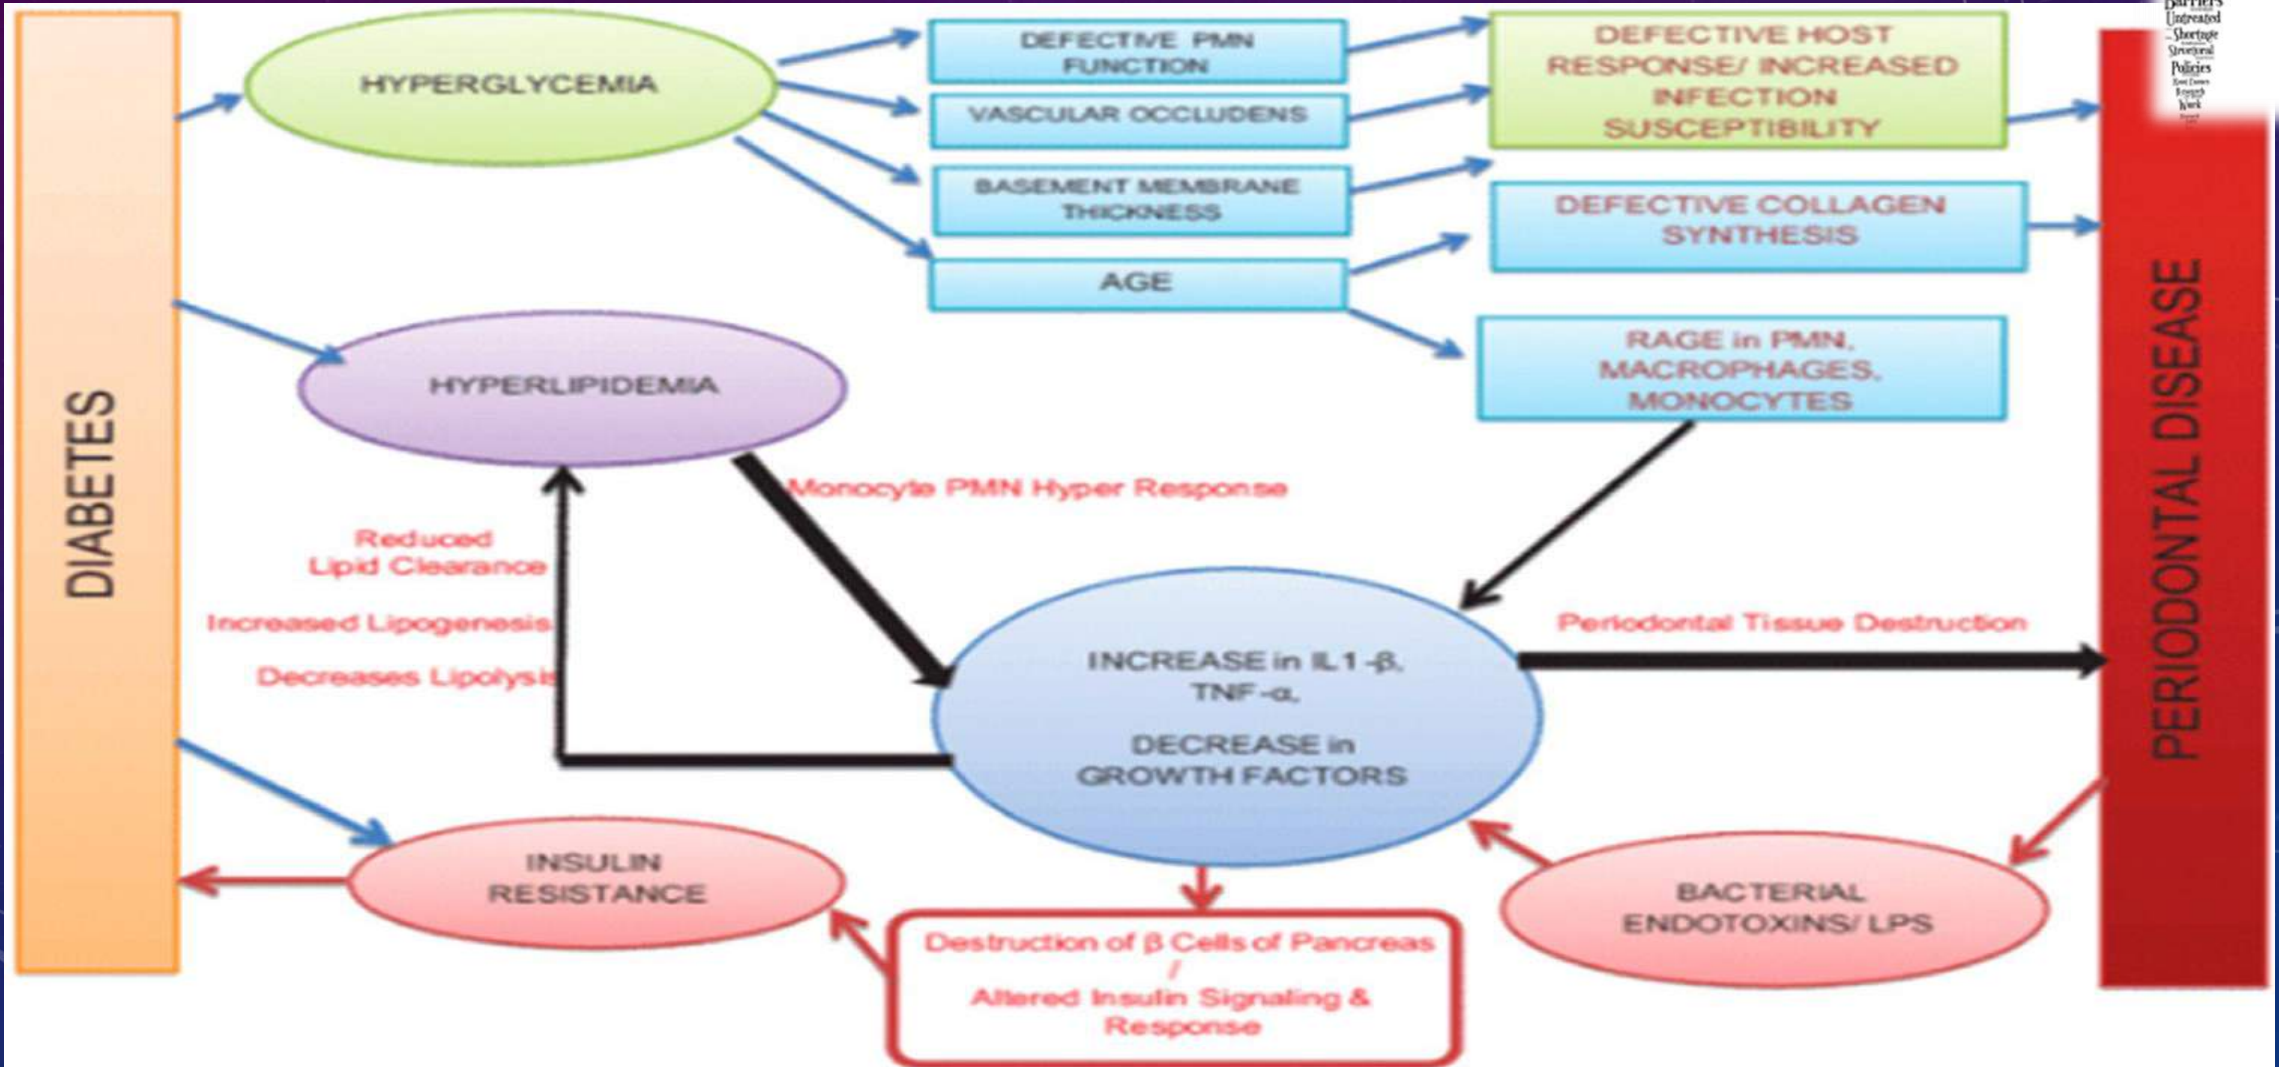 DIABETES
HYPERGLYCEMIA
DEFECTIVE PMN
FUNCTION
VASCULAR OCCLUDENS
BASEMENT MEMBRANE
THICKNESS
AGE
DEFECTIVE HOST
RESPONSE/ INCREASED
INFECTION
SUSCEPTIBILITY
DEFECTIVE COLLAGEN
SYNTHESIS
RAGE in PMN,
MACROPHAGES,
MONOCYTES
HYPERLIPIDEMIA
Monocyte PMN Hyper Response
Reduced
Lipid Clearance
Increased Lipogenesis
Decreases Lipolysis
INCREASE in IL1-β,
TNF-α,
DECREASE in
GROWTH FACTORS
Periodontal Tissue Destruction
PERIODONTAL DISEASE
INSULIN
RESISTANCE
Destruction of β Cells of Pancreas
/
Altered Insulin Signaling &
Response
BACTERIAL
ENDOTOXINS/ LPS
Barriers
Untreated
Shortage
Structural
Policies
Research
Work